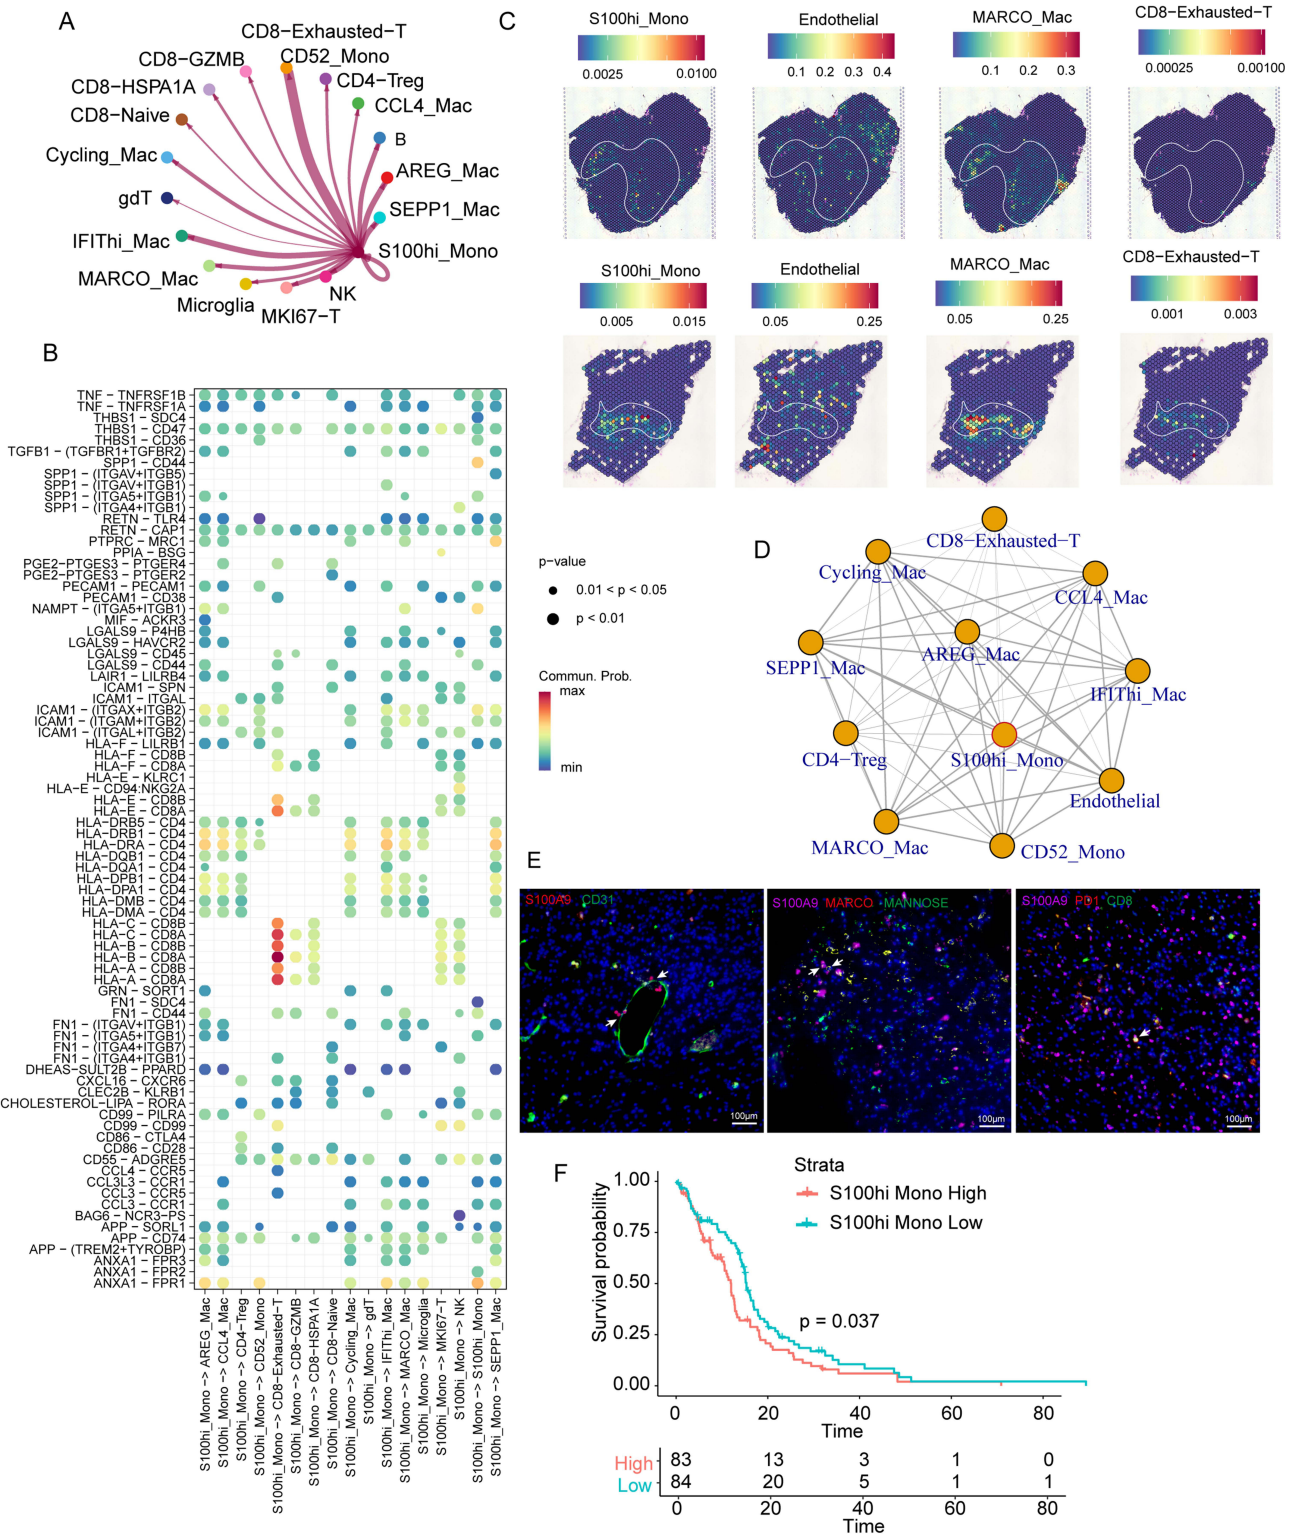 A
CD8−Exhausted−T
CD8−GZMB
CD52_Mono
CD8−HSPA1A
CD4−Treg
CCL4_Mac
CD8−Naive
B
Cycling_Mac
AREG_Mac
gdT
SEPP1_Mac
IFIThi_Mac
S100hi_Mono
MARCO_Mac
Microglia
NK
MKI67−T
B
TNF − TNFRSF1B
TNF − TNFRSF1A
THBS1 − SDC4
THBS1 − CD47
THBS1 − CD36
TGFB1 − (TGFBR1+TGFBR2)
SPP1 − CD44
SPP1 − (ITGAV+ITGB5)
SPP1 − (ITGAV+ITGB1)
SPP1 − (ITGA5+ITGB1)
SPP1 − (ITGA4+ITGB1)
RETN − TLR4
RETN − CAP1
PTPRC − MRC1
PPIA − BSG
PGE2−PTGES3 − PTGER4
PGE2−PTGES3 − PTGER2
PECAM1 − PECAM1
PECAM1 − CD38
NAMPT − (ITGA5+ITGB1)
MIF − ACKR3
LGALS9 − P4HB
LGALS9 − HAVCR2
LGALS9 − CD45
LGALS9 − CD44
LAIR1 − LILRB4
ICAM1 − SPN
ICAM1 − ITGAL
ICAM1 − (ITGAX+ITGB2)
ICAM1 − (ITGAM+ITGB2)
ICAM1 − (ITGAL+ITGB2)
HLA−F − LILRB1
HLA−F − CD8B
HLA−F − CD8A
HLA−E − KLRC1
HLA−E − CD94:NKG2A
HLA−E − CD8B
HLA−E − CD8A
HLA−DRB5 − CD4
HLA−DRB1 − CD4
HLA−DRA − CD4
HLA−DQB1 − CD4
HLA−DQA1 − CD4
HLA−DPB1 − CD4
HLA−DPA1 − CD4
HLA−DMB − CD4
HLA−DMA − CD4
HLA−C − CD8B
HLA−C − CD8A
HLA−B − CD8B
HLA−B − CD8A
HLA−A − CD8B
HLA−A − CD8A
GRN − SORT1
FN1 − SDC4
FN1 − CD44
FN1 − (ITGAV+ITGB1)
FN1 − (ITGA5+ITGB1)
FN1 − (ITGA4+ITGB7)
FN1 − (ITGA4+ITGB1)
DHEAS−SULT2B − PPARD
CXCL16 − CXCR6
CLEC2B − KLRB1
CHOLESTEROL−LIPA − RORA
CD99 − PILRA
CD99 − CD99
CD86 − CTLA4
CD86 − CD28
CD55 − ADGRE5
CCL4 − CCR5
CCL3L3 − CCR1
CCL3 − CCR5
CCL3 − CCR1
BAG6 − NCR3−PS
APP − SORL1
APP − CD74
APP − (TREM2+TYROBP)
ANXA1 − FPR3
ANXA1 − FPR2
ANXA1 − FPR1
S100hi_Mono −> AREG_Mac
S100hi_Mono −> CCL4_Mac
S100hi_Mono −> CD4−Treg
S100hi_Mono −> CD52_Mono
S100hi_Mono −> CD8−Exhausted−T
S100hi_Mono −> CD8−GZMB
S100hi_Mono −> CD8−HSPA1A
S100hi_Mono −> CD8−Naive
S100hi_Mono −> Cycling_Mac
S100hi_Mono −> gdT
S100hi_Mono −> IFIThi_Mac
S100hi_Mono −> MARCO_Mac
S100hi_Mono −> Microglia
S100hi_Mono −> MKI67−T
S100hi_Mono −> NK
S100hi_Mono −> S100hi_Mono
S100hi_Mono −> SEPP1_Mac
p−value
0.01 < p < 0.05
p < 0.01
Commun. Prob.
max
min
C
S100hi_Mono
0.0025 0.0100
Endothelial
0.1 0.2 0.3 0.4
MARCO_Mac
0.1 0.2 0.3
CD8−Exhausted−T
0.00025 0.00100
S100hi_Mono
0.005 0.015
Endothelial
0.05 0.25
MARCO_Mac
0.05 0.25
CD8−Exhausted−T
0.001 0.003
D
CD8−Exhausted−T
Cycling_Mac
CCL4_Mac
AREG_Mac
SEPP1_Mac
IFIThi_Mac
CD4−Treg
S100hi_Mono
Endothelial
MARCO_Mac
CD52_Mono
E
S100A9 CD31
100μm
S100A9 MARCO MANNOSE
100μm
S100A9 PD1 CD8
100μm
F
Strata
S100hi Mono High
S100hi Mono Low
Survival probability
1.00
0.75
0.50
0.25
0.00
p = 0.037
0 20 40 60 80
Time
High 83 13 3 1 0
Low 84 20 5 1 1
0 20 40 60 80
Time